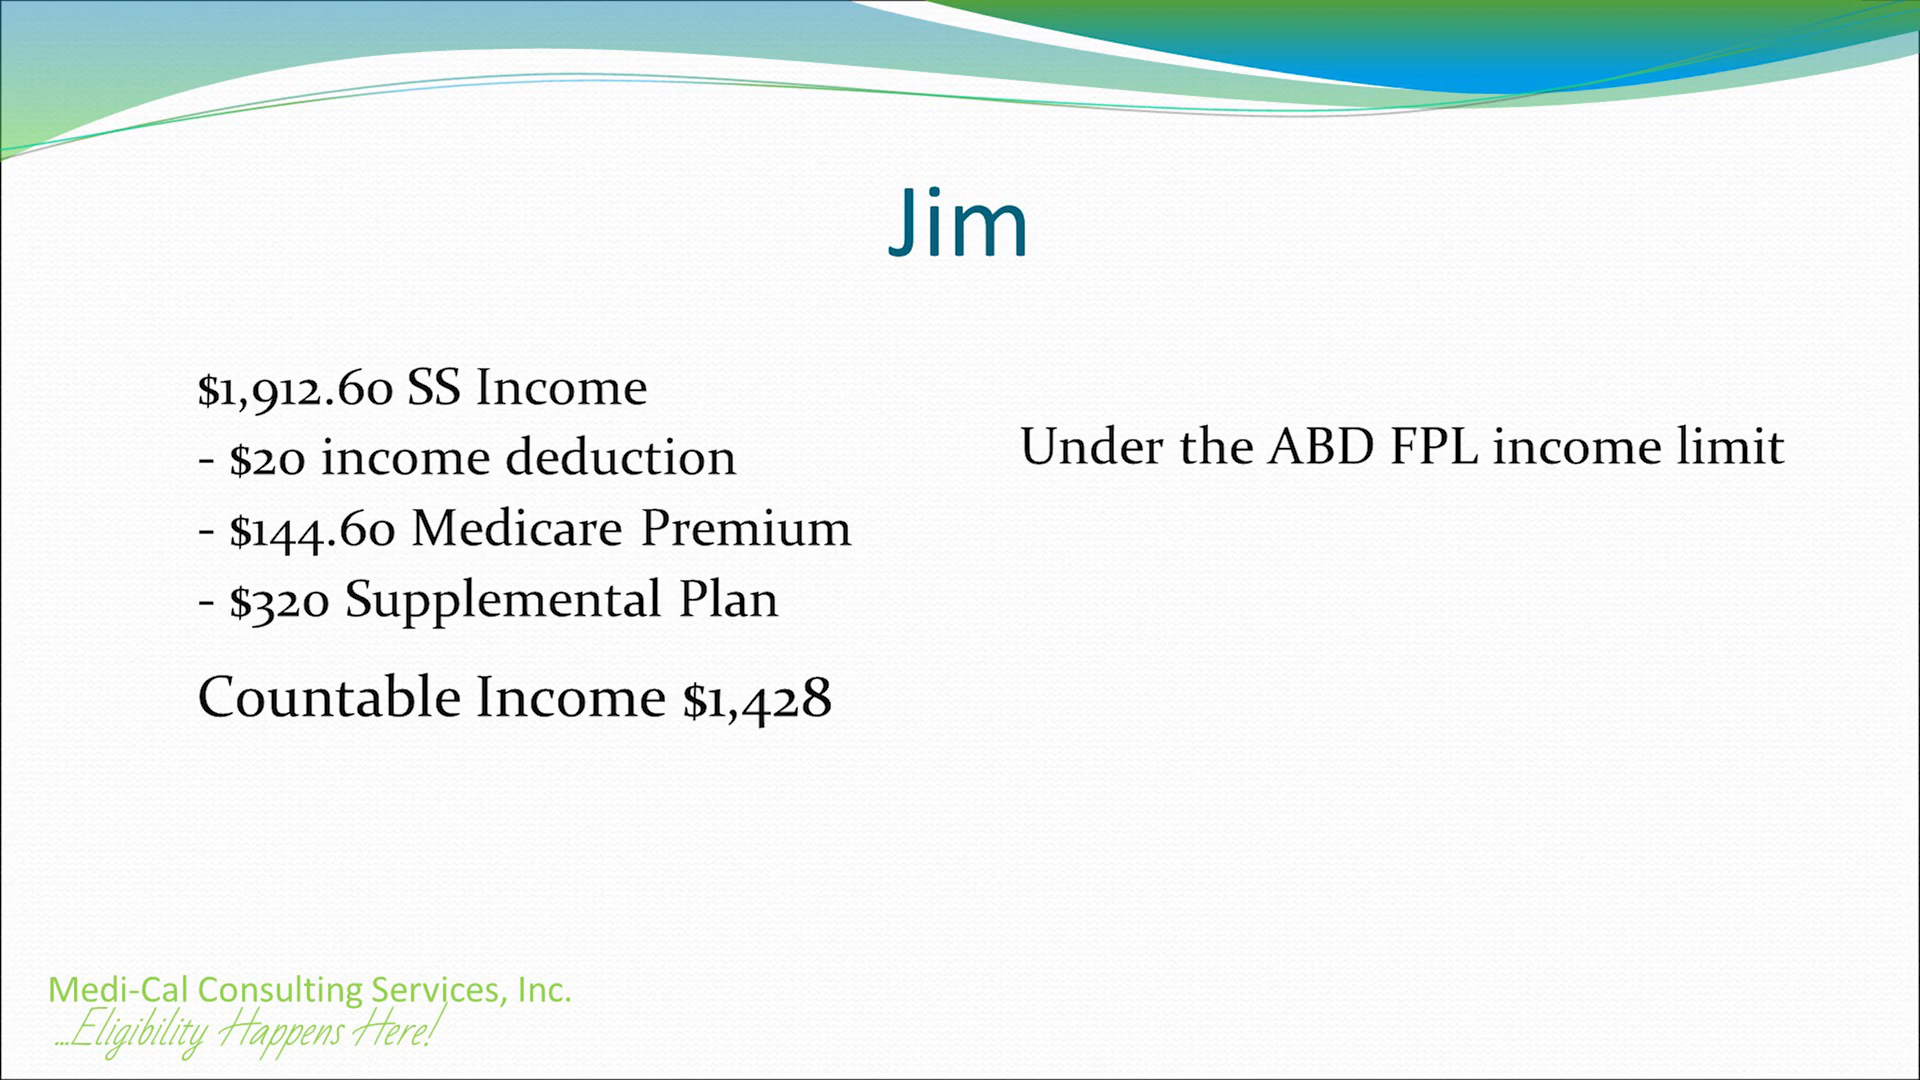 Jim
$1,912.60 SS Income
- $20 income deduction
- $144.60 Medicare Premium
- $320 Supplemental Plan
Countable Income $1,428
Under the ABD FPL income limit
Medi-Cal Consulting Services, Inc.
...Eligibility Happens Here!